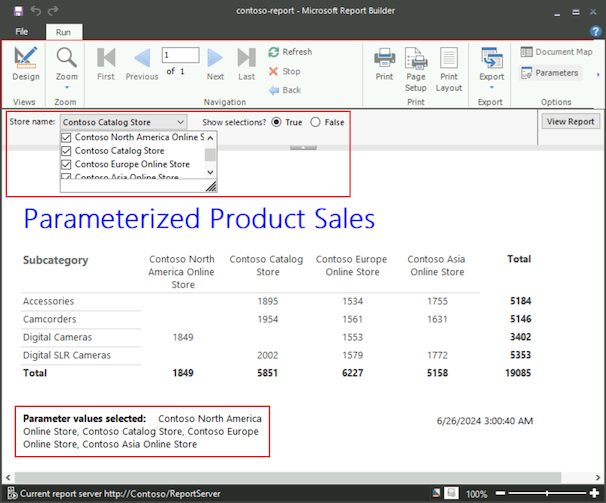 contoso-report - Microsoft Report Builder
File Run
Design
Zoom
First
Previous
1
of 1
Next
Last
Refresh
Stop
Back
Print
Page
Setup
Print
Layout
Export
Document Map
Parameters
Views
Zoom
Navigation
Print
Export
Options
Store name: Contoso Catalog Store Show selections? True False View Report
Contoso North America Online S
Contoso Catalog Store
Contoso Europe Online Store
Contoso Asia Online Store
Parameterized Product Sales
Subcategory Contoso North Contoso Catalog Contoso Europe Contoso Asia Total
America Online Store Online Store Online Store
Store
Accessories 1895 1534 1755 5184
Camcorders 1954 1561 1631 5146
Digital Cameras 1849 1553 3402
Digital SLR Cameras 2002 1579 1772 5353
Total 1849 5851 6227 5158 19085
Parameter values selected: Contoso North America
Online Store, Contoso Catalog Store, Contoso Europe
Online Store, Contoso Asia Online Store
6/26/2024 3:00:40 AM
Current report server http://Contoso/ReportServer 100%